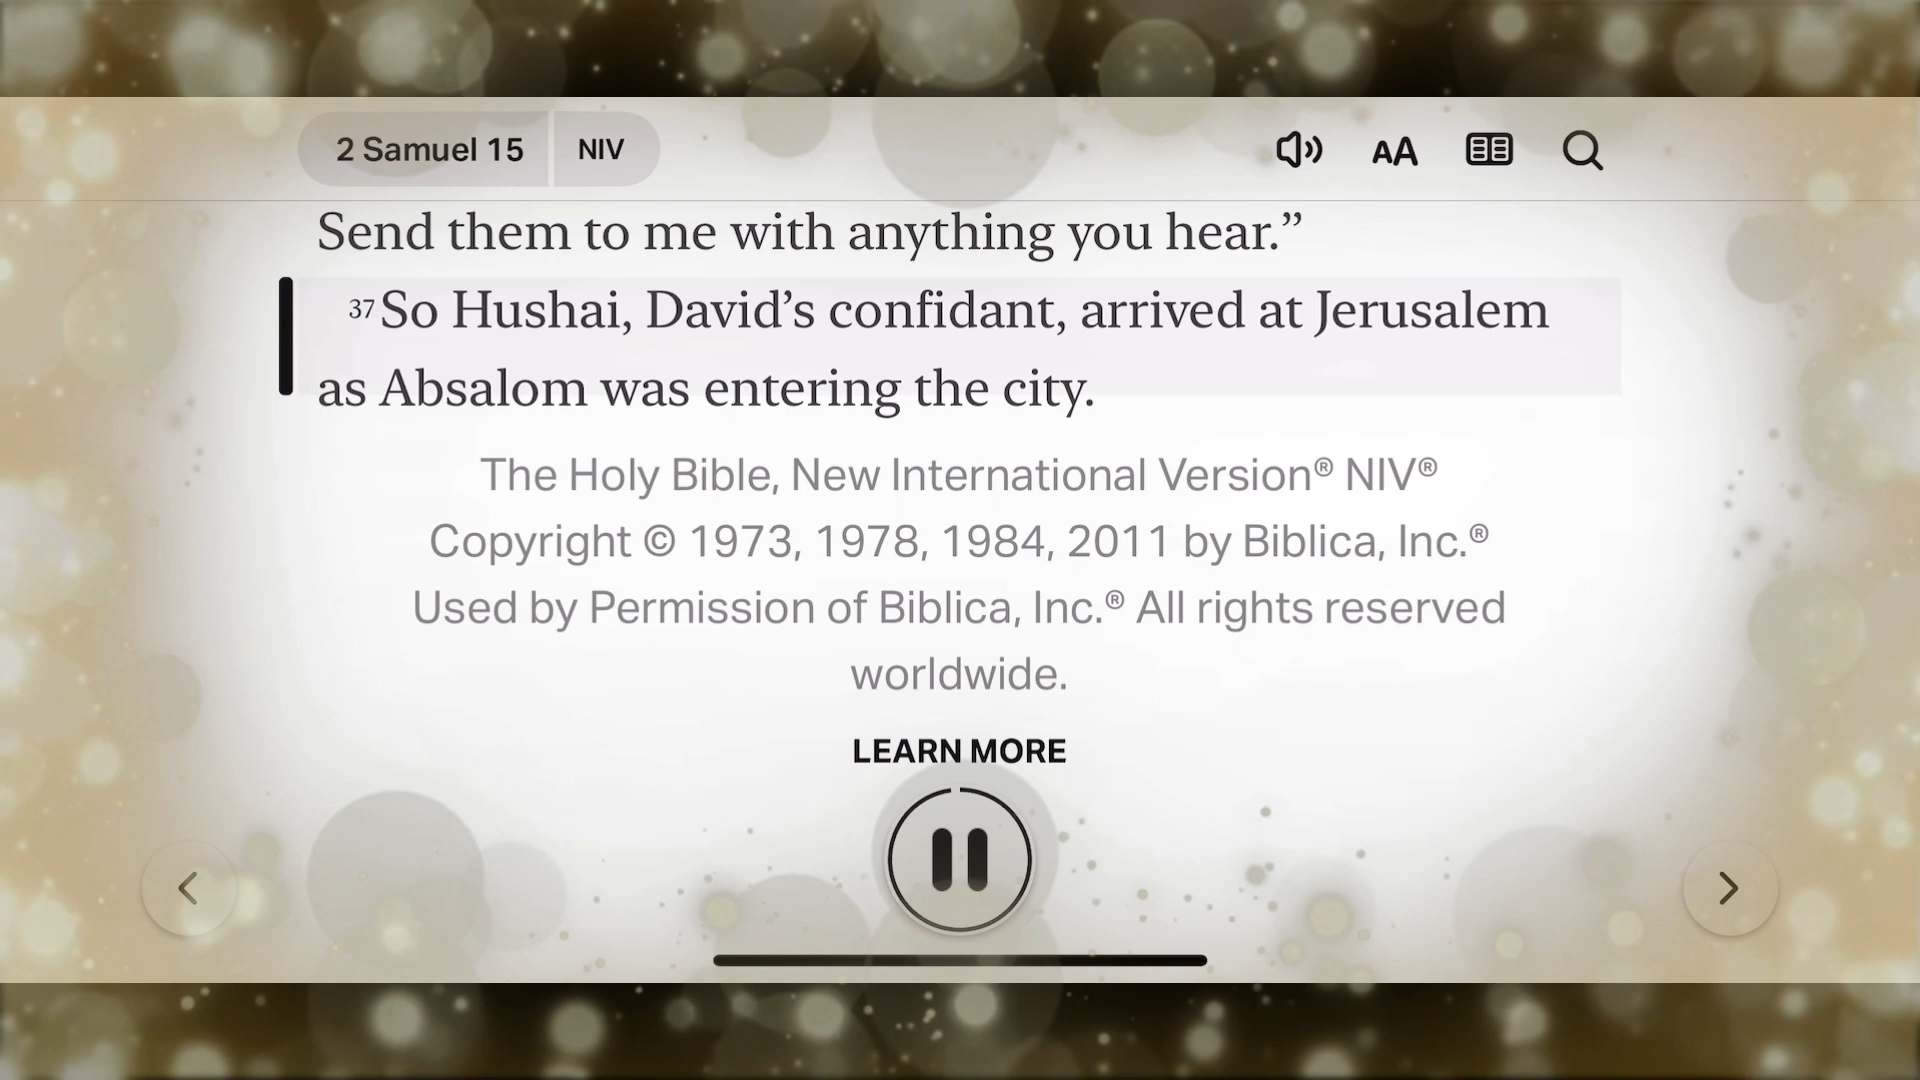 2 Samuel 15 NIV AA
Send them to me with anything you hear.”
37 So Hushai, David’s confidant, arrived at Jerusalem
as Absalom was entering the city.
The Holy Bible, New International Version® NIV®
Copyright © 1973, 1978, 1984, 2011 by Biblica, Inc.®
Used by Permission of Biblica, Inc.® All rights reserved
worldwide.
LEARN MORE